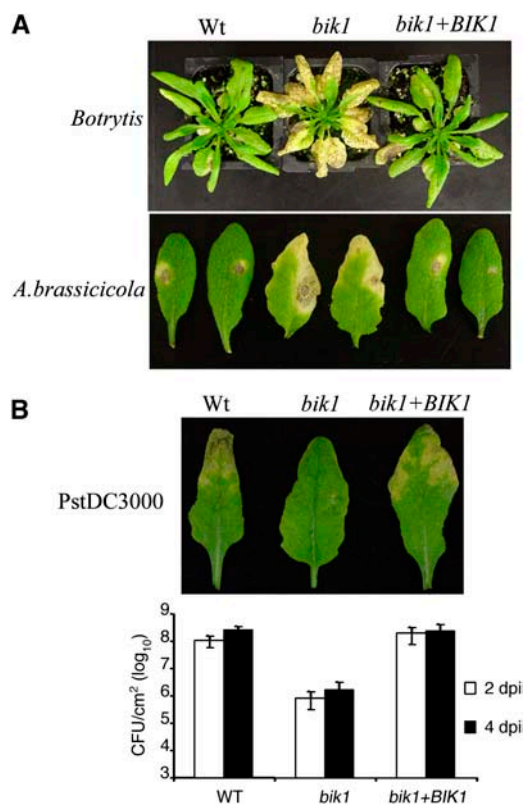 A
Wt bik1 bik1+BIK1
Botrytis
A.brassicicola
B
Wt bik1 bik1+BIK1
PstDC3000
CFU/cm² (log₁₀)
9
8
7
6
5
4
3
2 dpi
4 dpi
WT bik1 bik1+BIK1